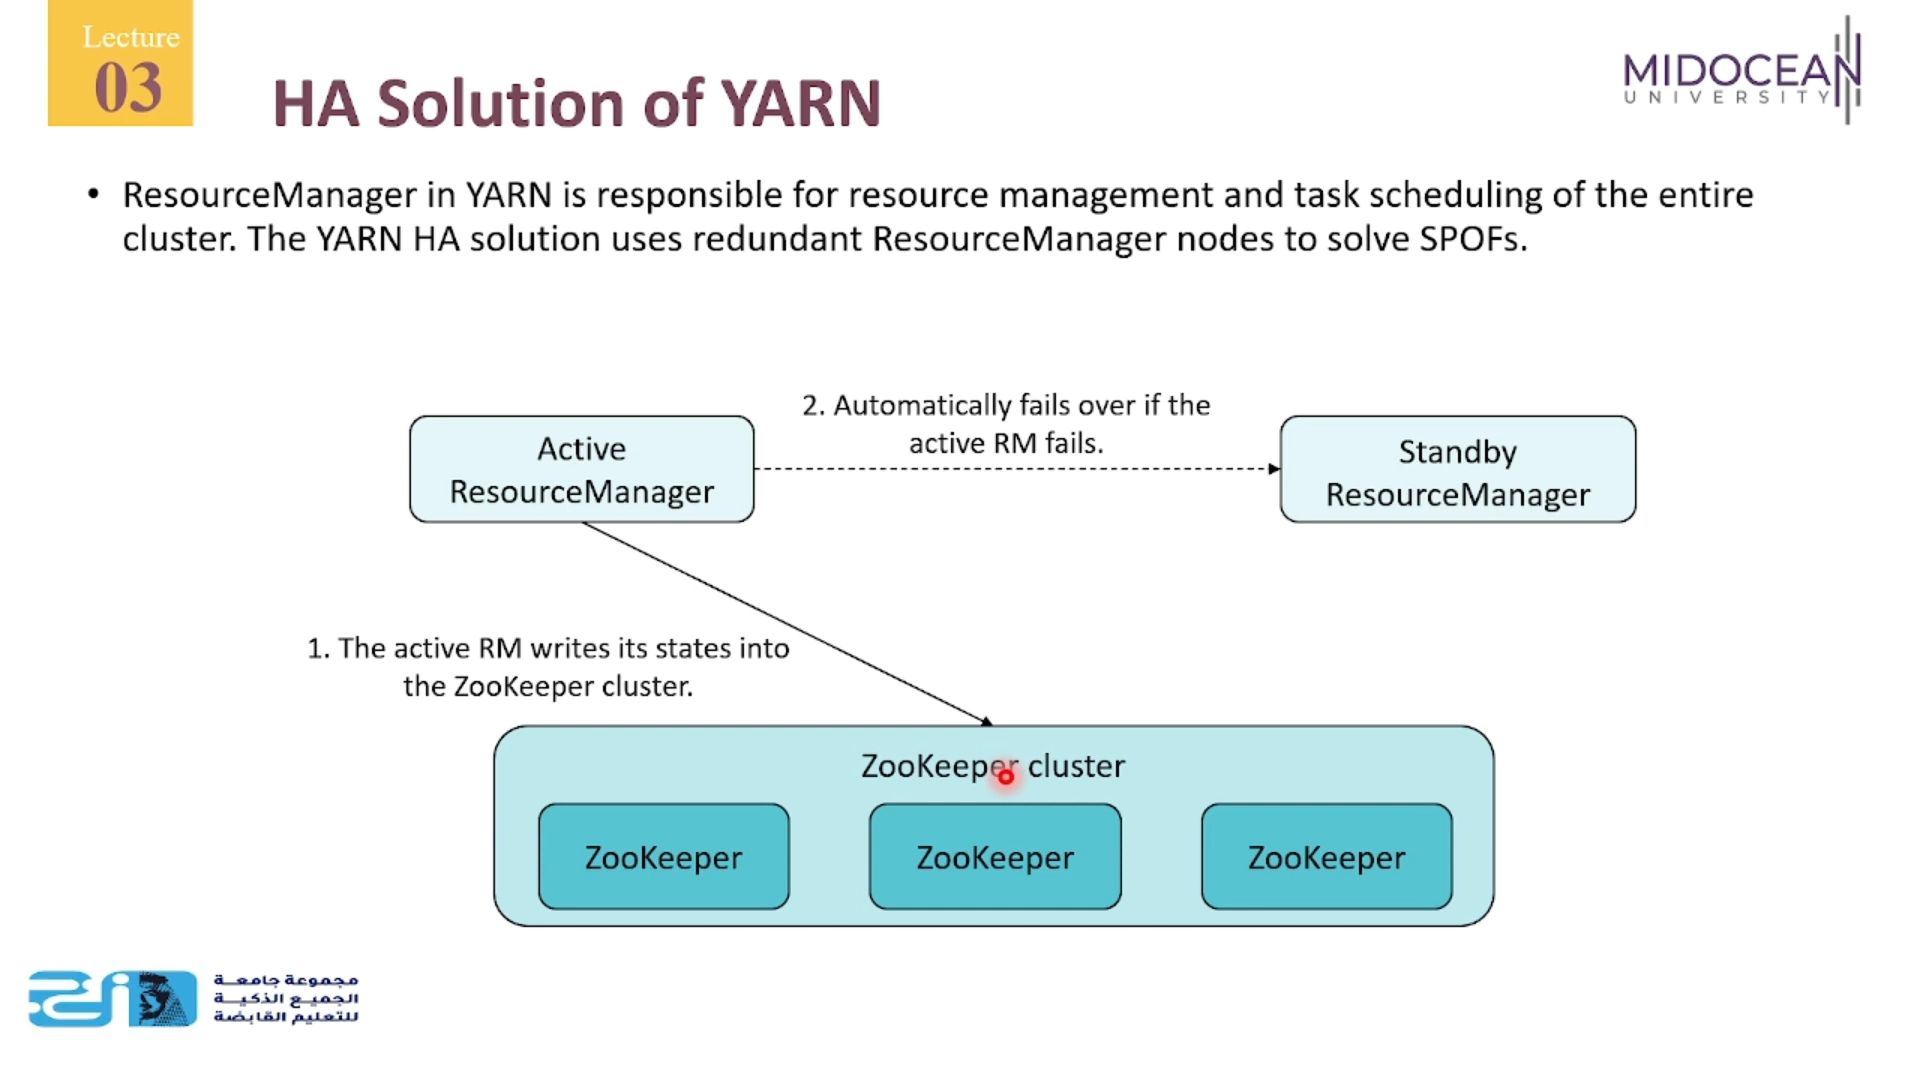 Lecture
03
HA Solution of YARN
MIDOCEAN
UNIVERSITY
• ResourceManager in YARN is responsible for resource management and task scheduling of the entire
cluster. The YARN HA solution uses redundant ResourceManager nodes to solve SPOFs.
2. Automatically fails over if the
active RM fails.
Active
ResourceManager
Standby
ResourceManager
1. The active RM writes its states into
the ZooKeeper cluster.
ZooKeeper cluster
ZooKeeper
ZooKeeper
ZooKeeper
مجموعة جامعة
الجميع الذكية
للتعليم القابضة